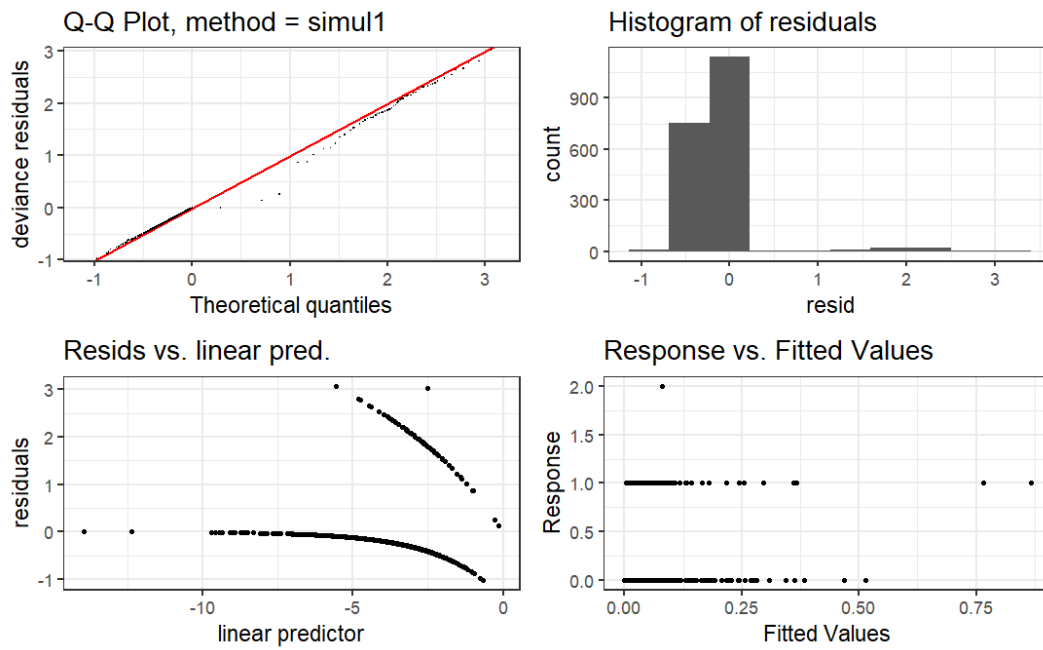 Q-Q Plot, method = simul1
3
2
1
0
-1
deviance residuals
-1 0 1 2 3
Theoretical quantiles
Histogram of residuals
900
600
300
0
count
-1 0 1 2 3
resid
Resids vs. linear pred.
3
2
1
0
-1
residuals
-10 -5 0
linear predictor
Response vs. Fitted Values
2.0
1.5
1.0
0.5
0.0
Response
0.00 0.25 0.50 0.75
Fitted Values